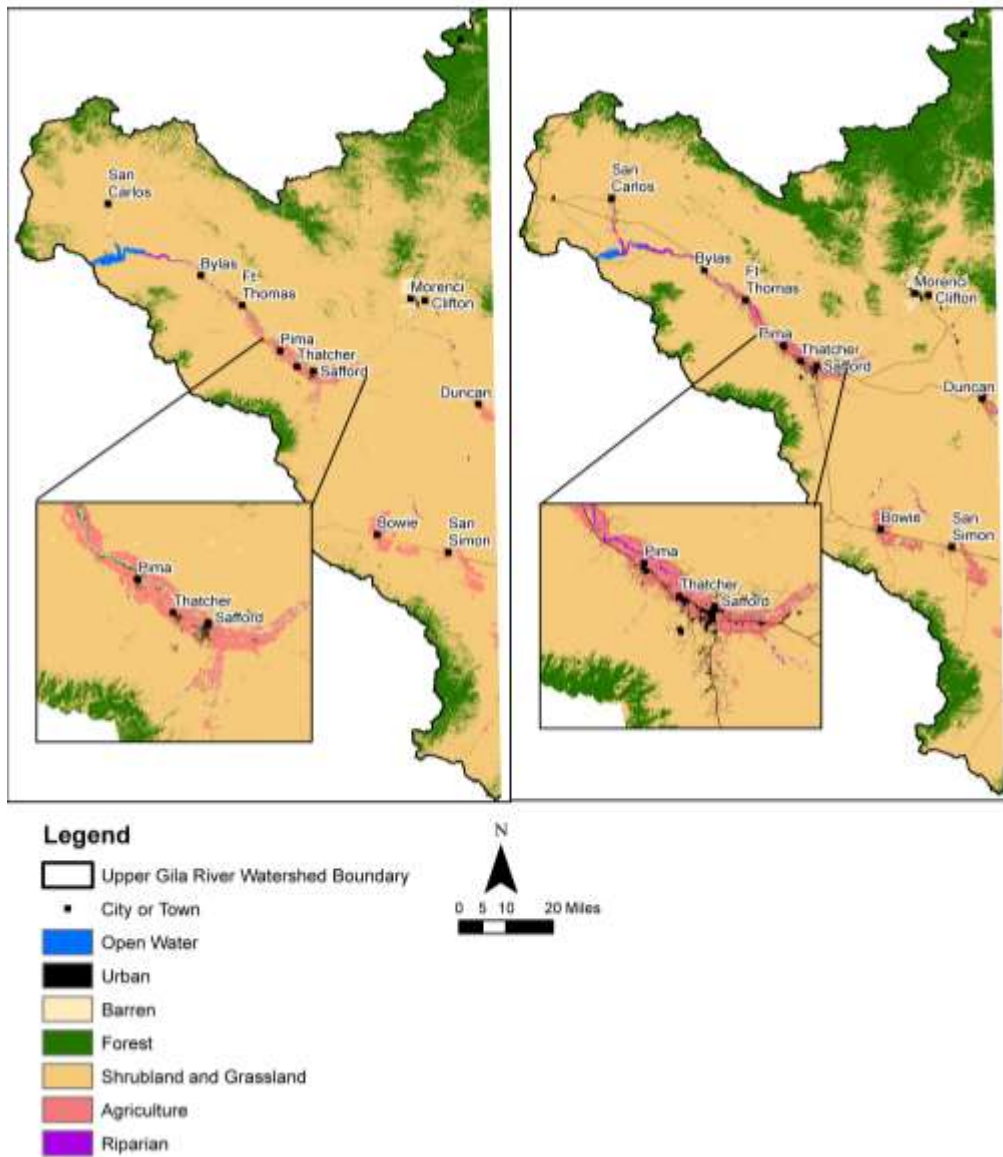 San
Carlos
Bylas
Ft
Thomas
Morenci
Clifton
Pima
Thatcher
Safford
Duncan
Bowie
San
Simon
Pima
Thatcher
Safford
San
Carlos
Bylas
Ft
Thomas
Morenci
Clifton
Pima
Thatcher
Safford
Duncan
Bowie
San
Simon
Pima
Thatcher
Safford
Legend
Upper Gila River Watershed Boundary
City or Town
Open Water
Urban
Barren
Forest
Shrubland and Grassland
Agriculture
Riparian
N
0 5 10 20 Miles